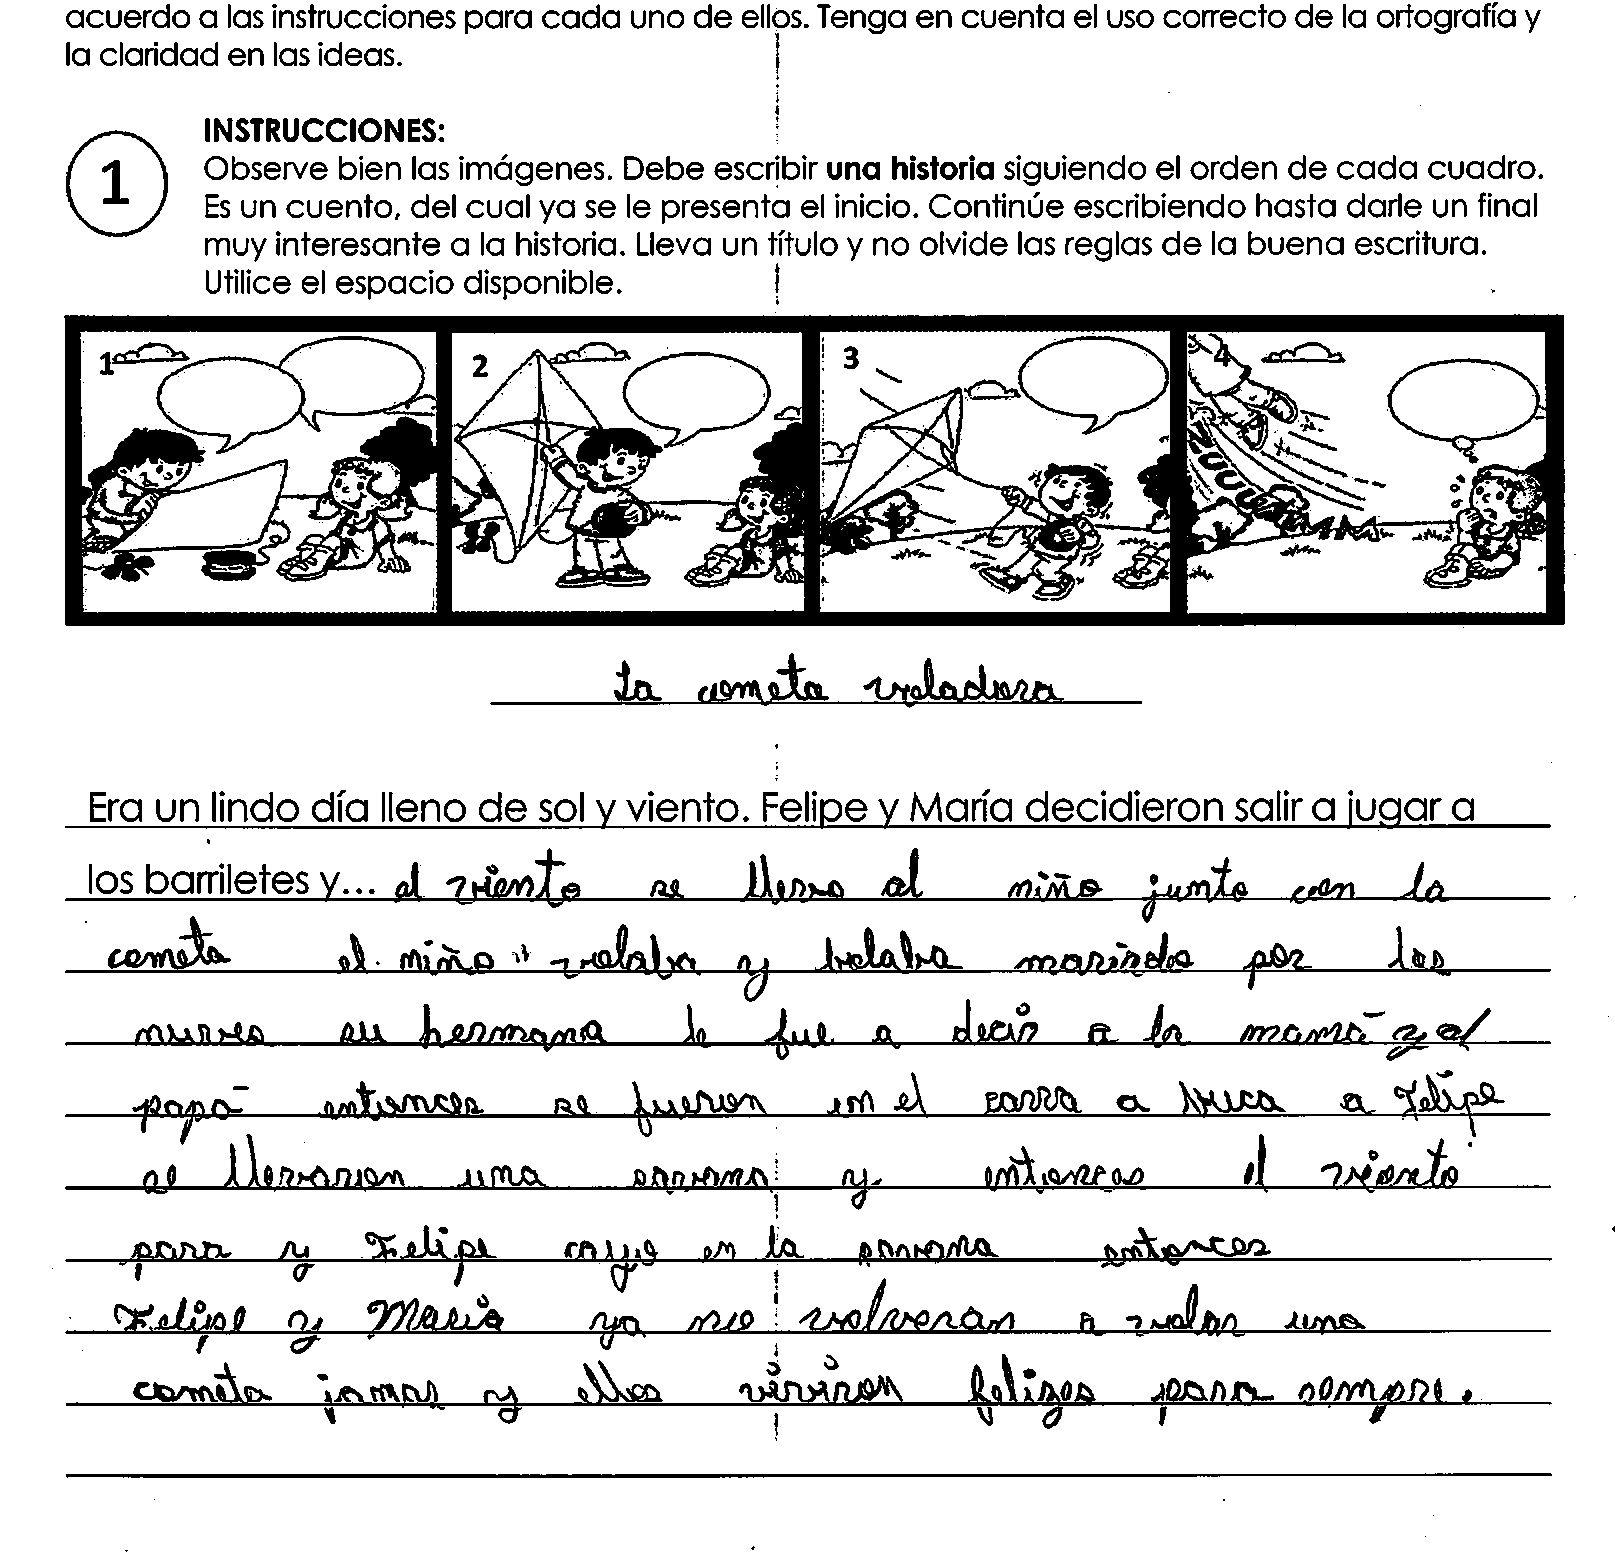 acuerdo a las instrucciones para cada uno de ellos. Tenga en cuenta el uso correcto de la ortografía y
la claridad en las ideas.
1
INSTRUCCIONES:
Observe bien las imágenes. Debe escribir una historia siguiendo el orden de cada cuadro.
Es un cuento, del cual ya se le presenta el inicio. Continúe escribiendo hasta darle un final
muy interesante a la historia. Lleva un título y no olvide las reglas de la buena escritura.
Utilice el espacio disponible.
1 2 3 4
La cometa voladora
Era un lindo día lleno de sol y viento. Felipe y María decidieron salir a jugar a
los barriletes y... el viento se llevo al niño junto con la
cometa el niño volaba y bolaba por las
nuves su hermana le fue a decir a la mamá y al
papá entonces se fueron en el carro a a Felipe
se llevaron una savana y entonces el viento
para y Felipe cayo en la savana entonces
Felipe y María ya no volveran a volar una
cometa jamas y ellos viviron felizes para sempre.